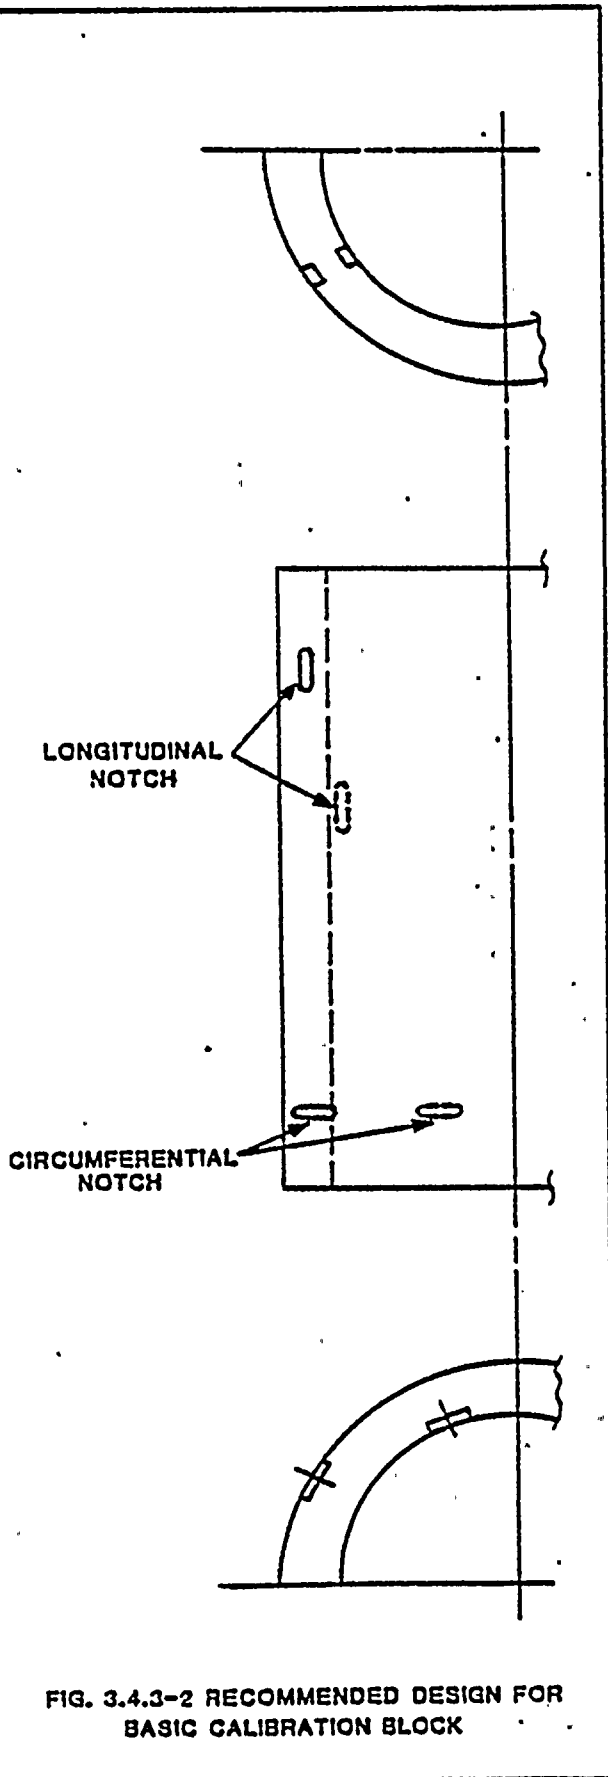 LONGITUDINAL
NOTCH
CIRCUMFERENTIAL
NOTCH
FIG. 3.4.3-2 RECOMMENDED DESIGN FOR
BASIC CALIBRATION BLOCK